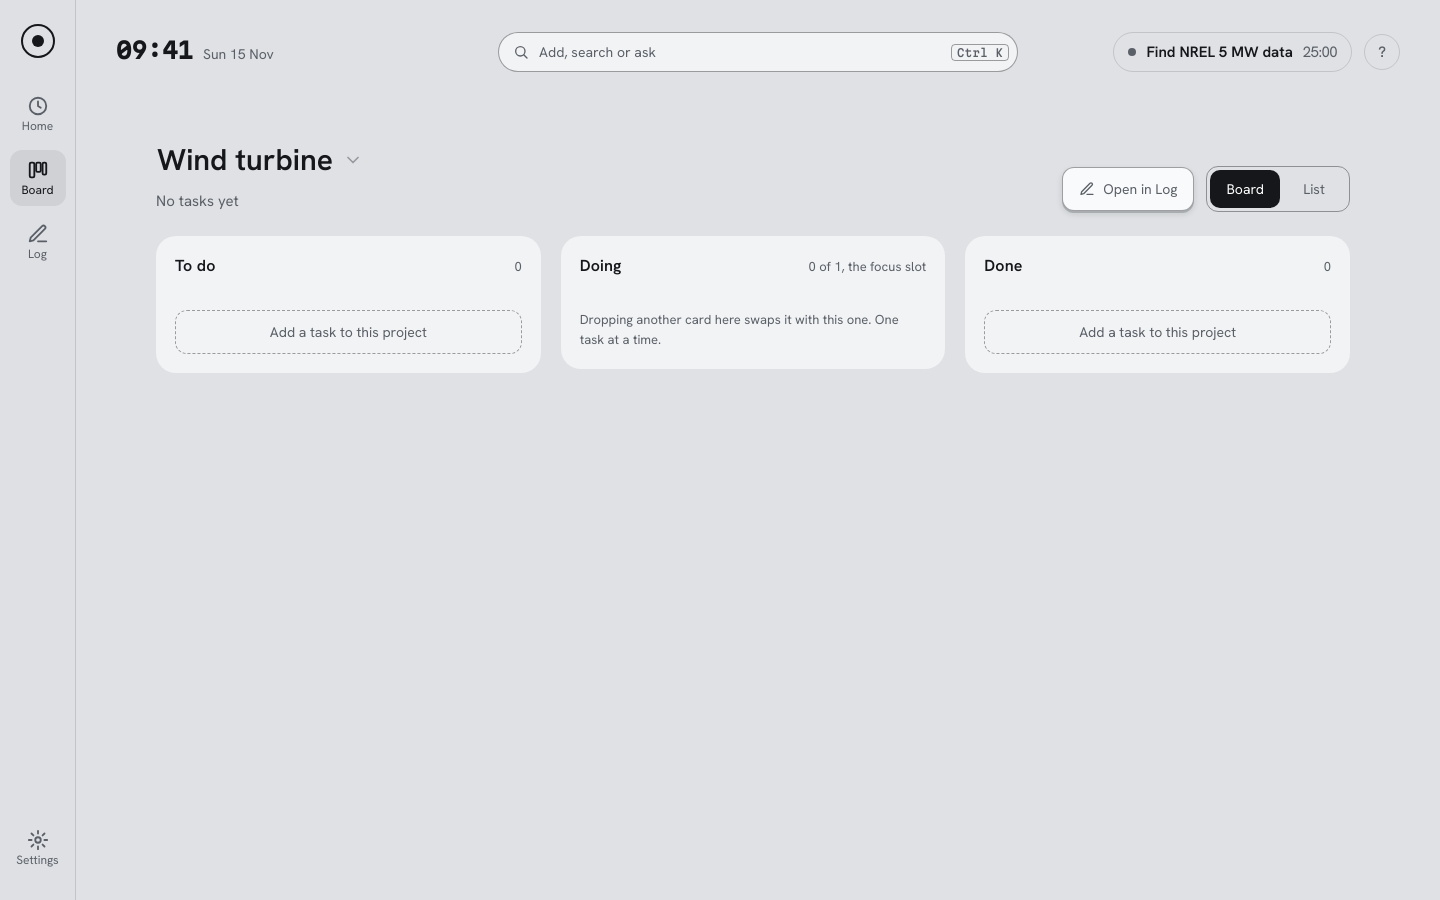 09:41 Sun 15 Nov
Add, search or ask
Ctrl K
Find NREL 5 MW data 25:00
?
Home
Board
Log
Settings
Wind turbine
No tasks yet
Open in Log
Board
List
To do
0
Add a task to this project
Doing
0 of 1, the focus slot
Dropping another card here swaps it with this one. One
task at a time.
Done
0
Add a task to this project